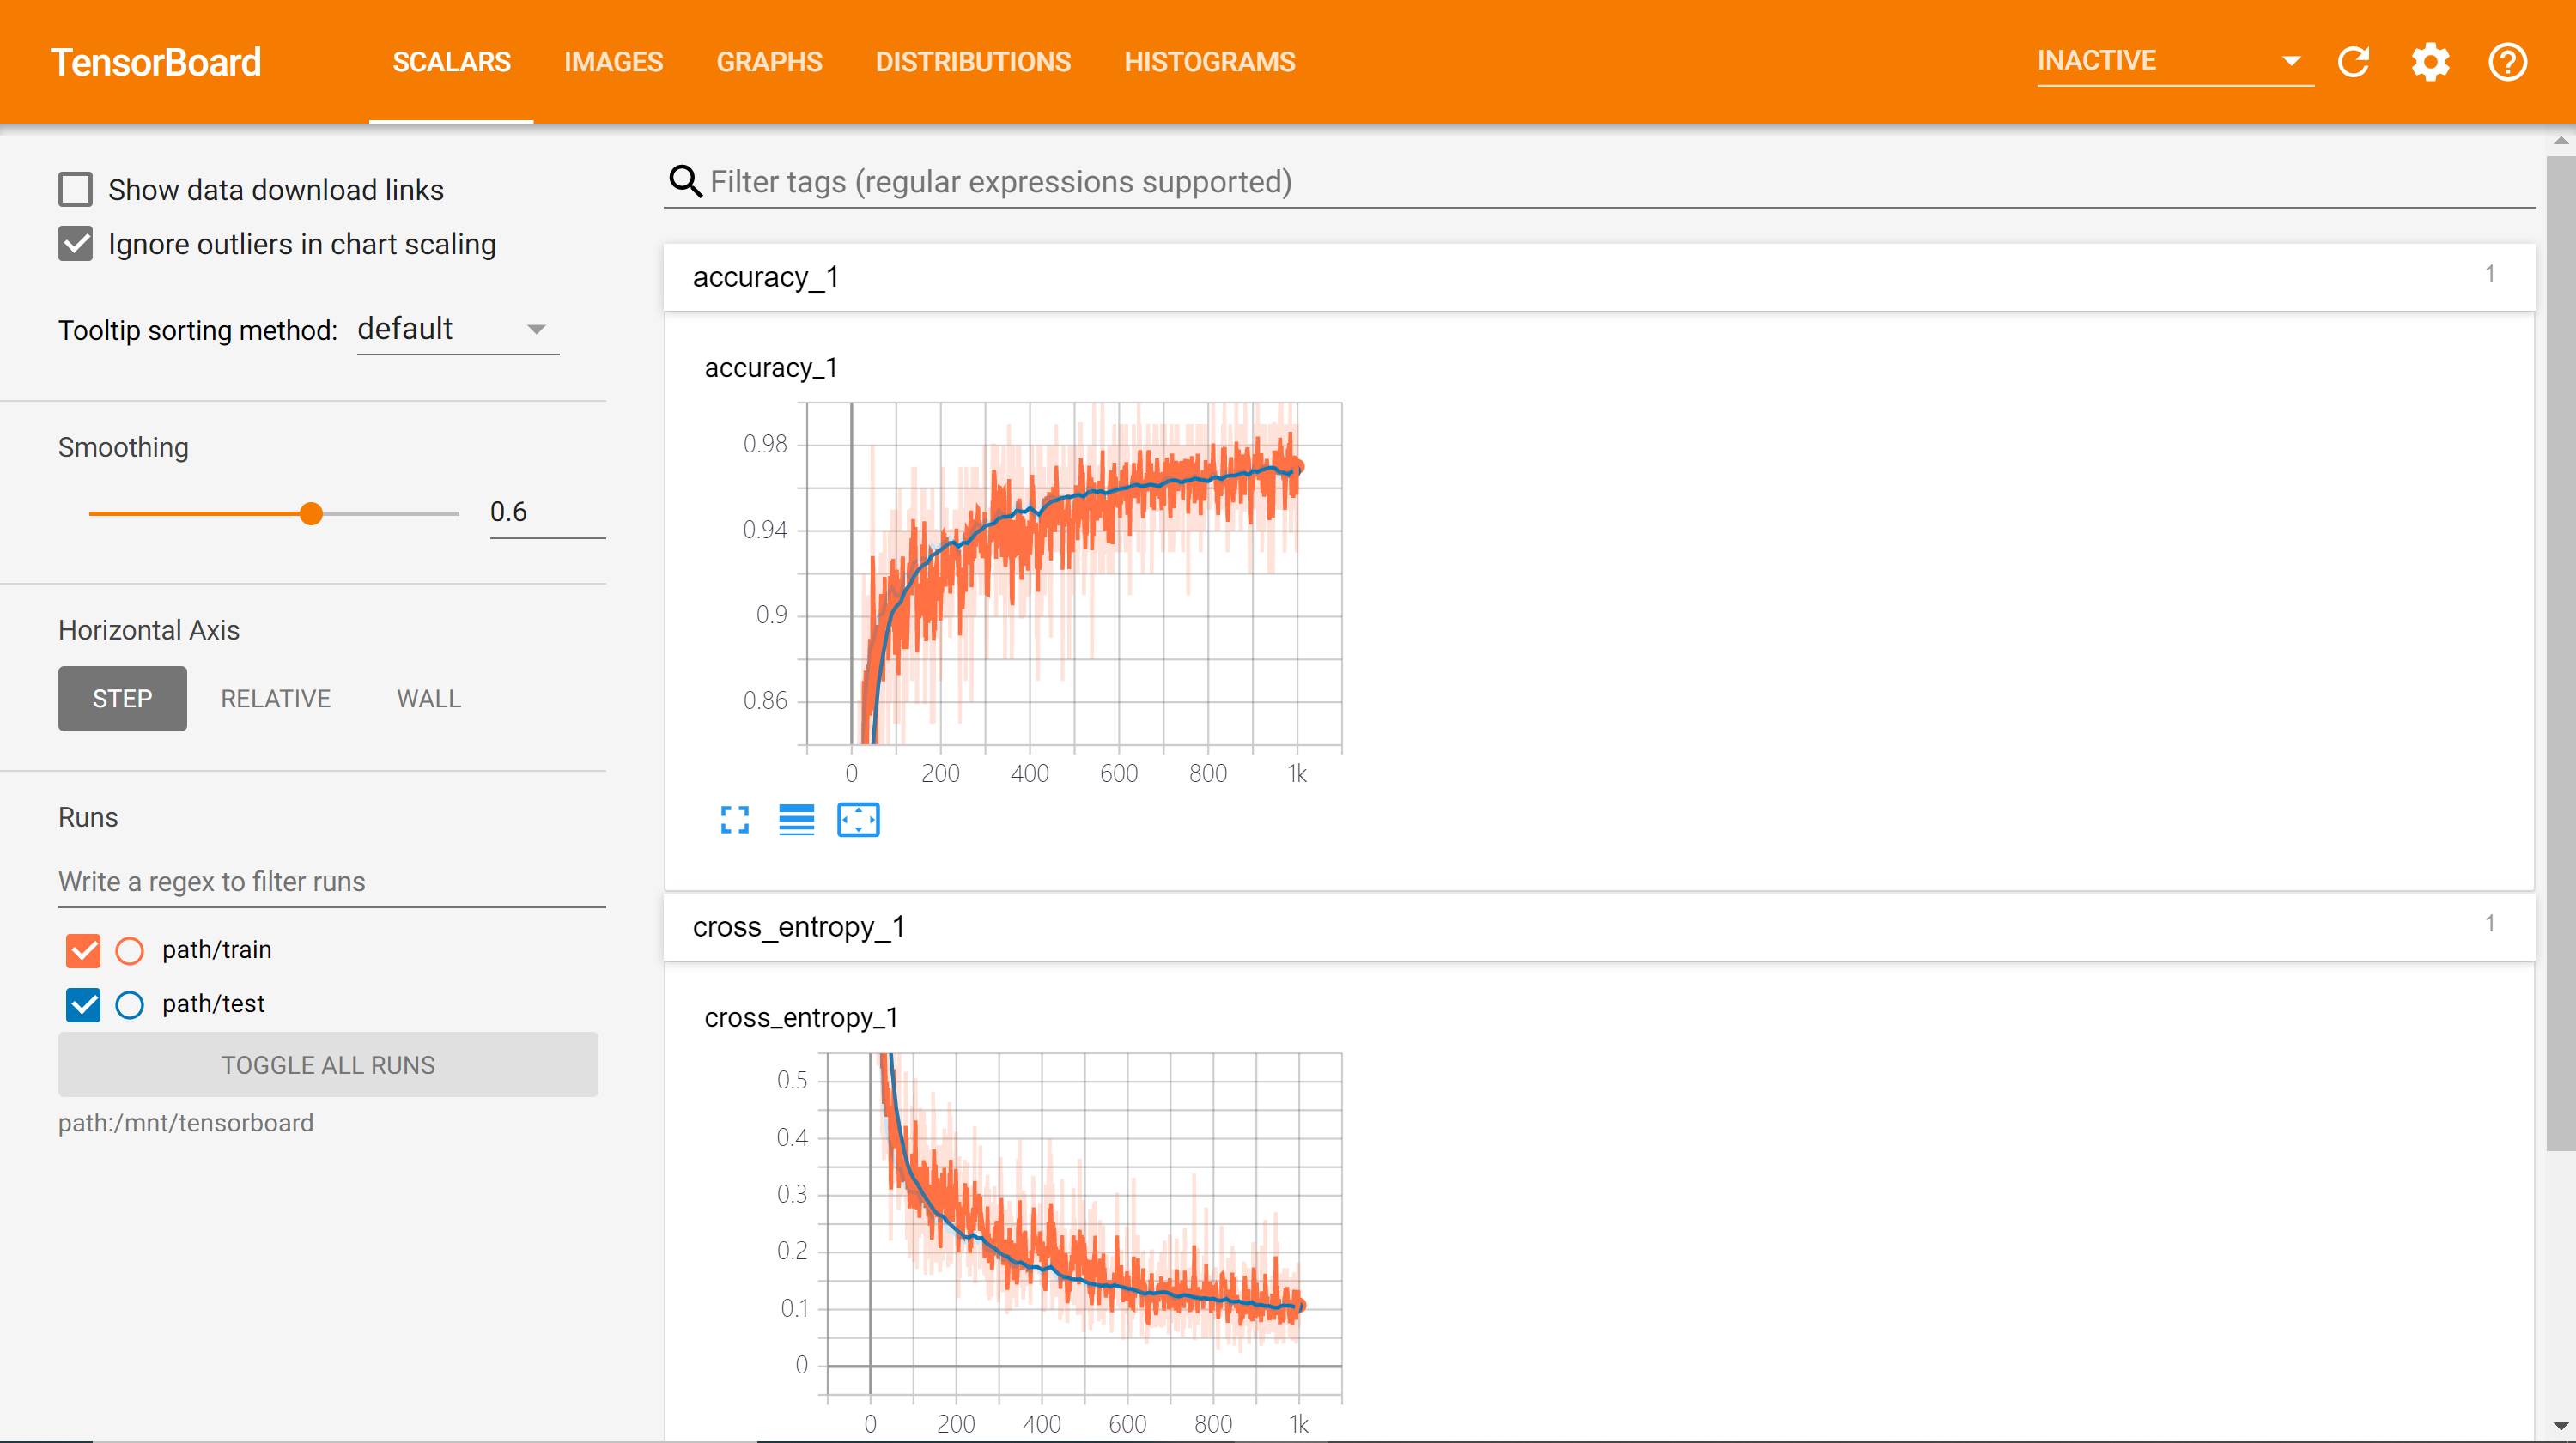 TensorBoard
SCALARS
IMAGES
GRAPHS
DISTRIBUTIONS
HISTOGRAMS
INACTIVE
Show data download links
Ignore outliers in chart scaling
Tooltip sorting method: default
Smoothing
0.6
Horizontal Axis
STEP
RELATIVE
WALL
Runs
Write a regex to filter runs
path/train
path/test
TOGGLE ALL RUNS
path:/mnt/tensorboard
Filter tags (regular expressions supported)
accuracy_1
1
accuracy_1
0.98
0.94
0.9
0.86
0 200 400 600 800 1k
cross_entropy_1
1
cross_entropy_1
0.5
0.4
0.3
0.2
0.1
0
0 200 400 600 800 1k